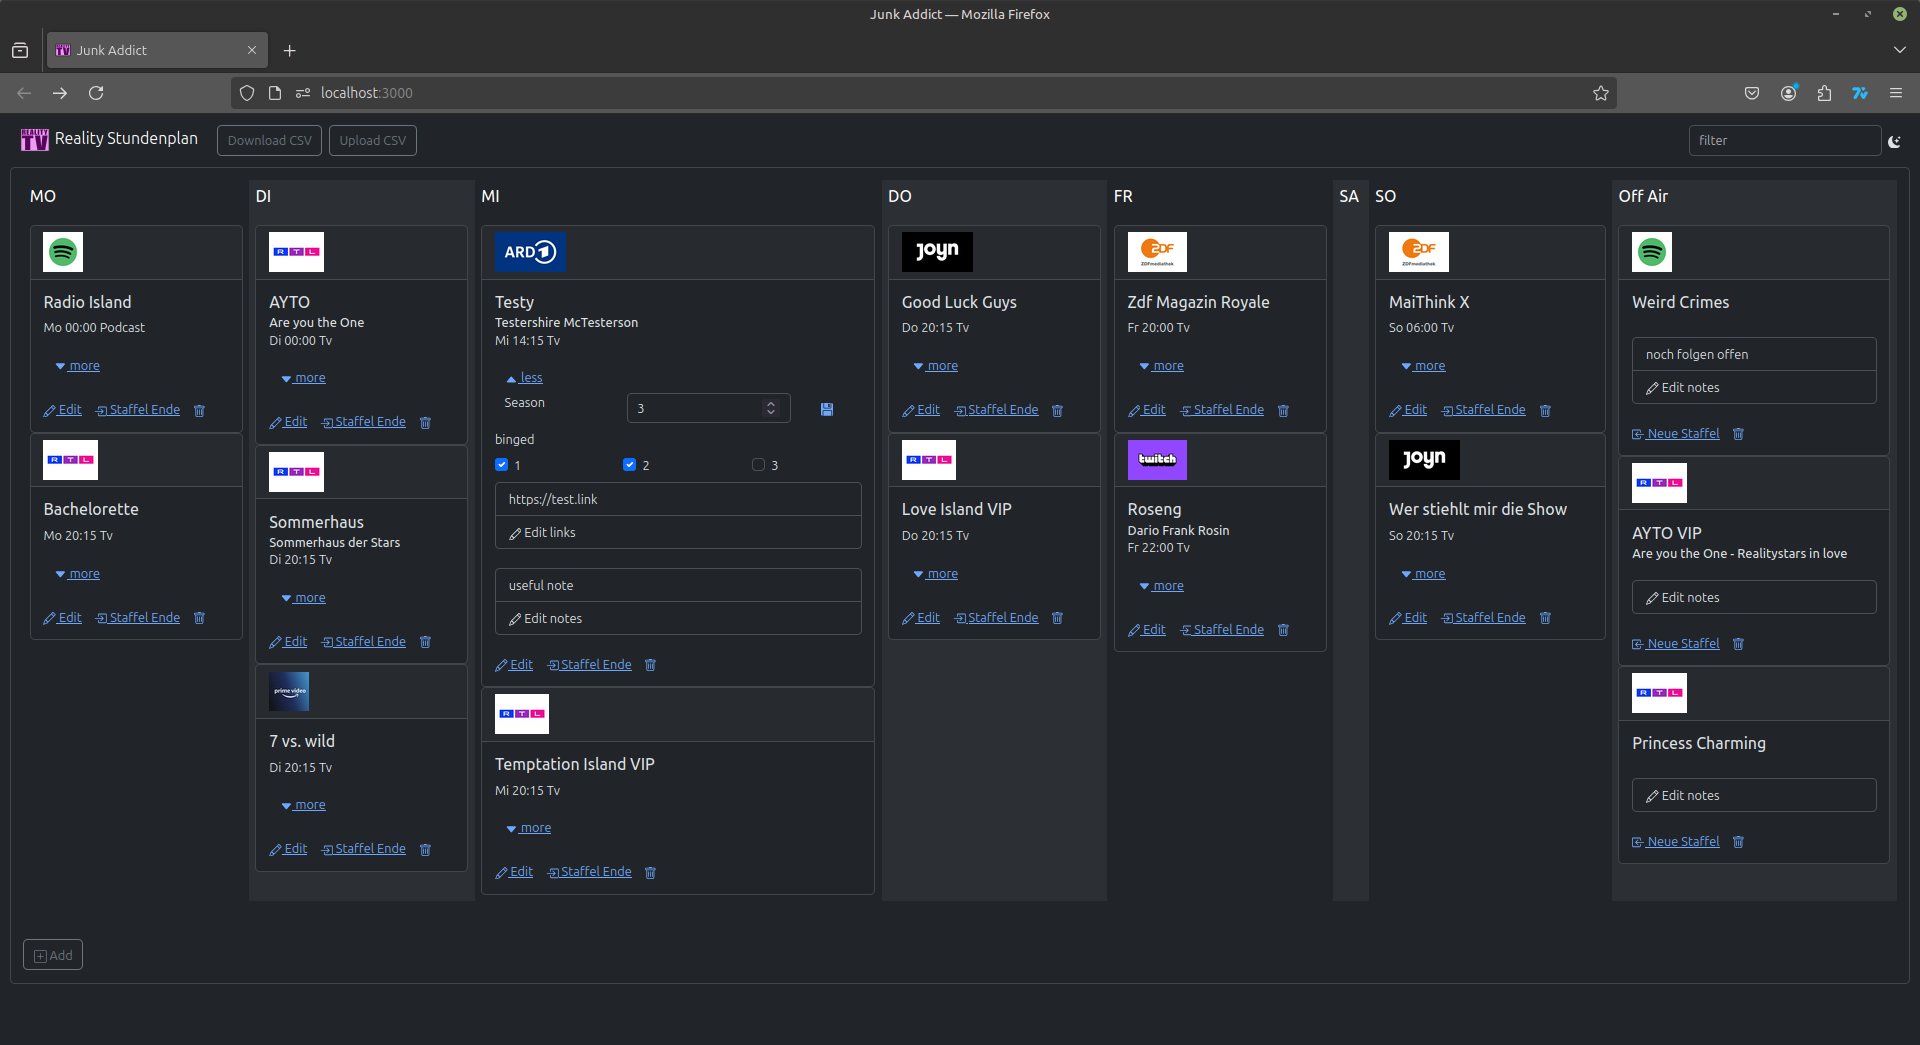 Junk Addict — Mozilla Firefox
REALITY TV Junk Addict
localhost:3000
REALITY TV Reality Stundenplan
Download CSV
Upload CSV
filter
MO
Radio Island
Mo 00:00 Podcast
more
Edit Staffel Ende
RTL
Bachelorette
Mo 20:15 Tv
more
Edit Staffel Ende
DI
RTL
AYTO
Are you the One
Di 00:00 Tv
more
Edit Staffel Ende
RTL
Sommerhaus
Sommerhaus der Stars
Di 20:15 Tv
more
Edit Staffel Ende
prime video
7 vs. wild
Di 20:15 Tv
more
Edit Staffel Ende
MI
ARD 1
Testy
Testershire McTesterson
Mi 14:15 Tv
less
Season 3
binged
1 2 3
https://test.link
Edit links
useful note
Edit notes
Edit Staffel Ende
RTL
Temptation Island VIP
Mi 20:15 Tv
more
Edit Staffel Ende
DO
joyn
Good Luck Guys
Do 20:15 Tv
more
Edit Staffel Ende
RTL
Love Island VIP
Do 20:15 Tv
more
Edit Staffel Ende
FR
ZDF
ZDFmediathek
Zdf Magazin Royale
Fr 20:00 Tv
more
Edit Staffel Ende
twitch
Roseng
Dario Frank Rosin
Fr 22:00 Tv
more
Edit Staffel Ende
SA
SO
ZDF
ZDFmediathek
MaiThink X
So 06:00 Tv
more
Edit Staffel Ende
joyn
Wer stiehlt mir die Show
So 20:15 Tv
more
Edit Staffel Ende
Off Air
Weird Crimes
noch folgen offen
Edit notes
Neue Staffel
RTL
AYTO VIP
Are you the One - Realitystars in love
Edit notes
Neue Staffel
RTL
Princess Charming
Edit notes
Neue Staffel
Add